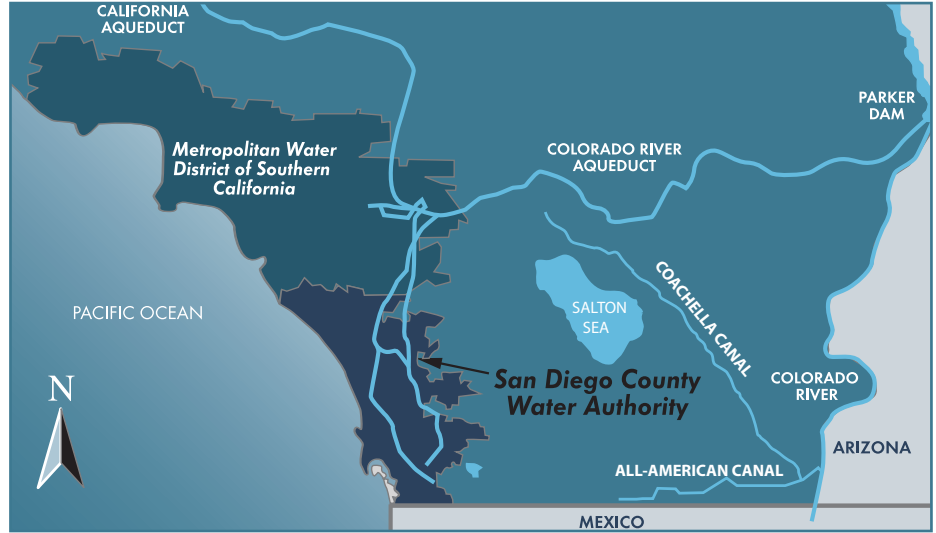 CALIFORNIA
AQUEDUCT
PARKER
DAM
Metropolitan Water
District of Southern
California
COLORADO RIVER
AQUEDUCT
COACHELLA CANAL
SALTON
SEA
PACIFIC OCEAN
San Diego County
Water Authority
COLORADO
RIVER
N
ARIZONA
ALL-AMERICAN CANAL
MEXICO